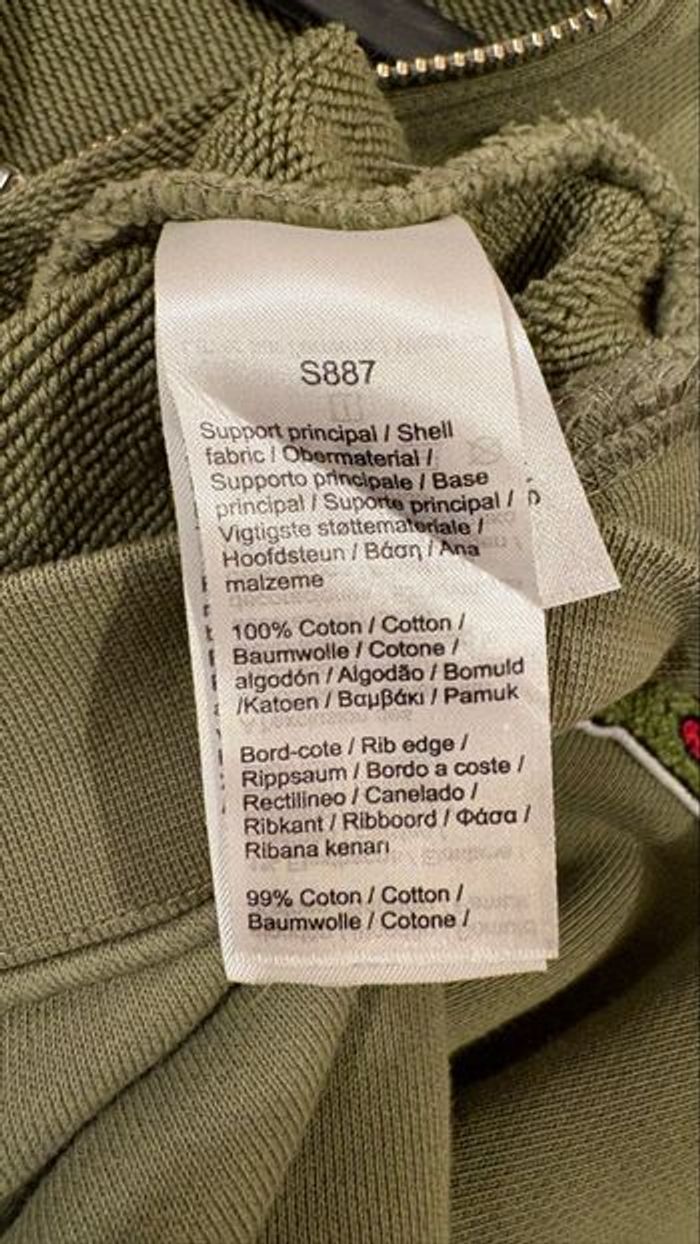 S887
Support principal / Shell
fabric / Obermaterial /
Supporto principale / Base
principal / Suporte principal /
Vigtigste støttemateriale /
Hoofdsteun / Βάση / Ana
malzeme
100% Coton / Cotton /
Baumwolle / Cotone /
algodón / Algodão / Bomuld
/Katoen / Βαμβάκι / Pamuk
Bord-cote / Rib edge /
Rippsaum / Bordo a coste /
Rectilineo / Canelado /
Ribkant / Ribboord / Φάσα /
Ribana kenarı
99% Coton / Cotton /
Baumwolle / Cotone /